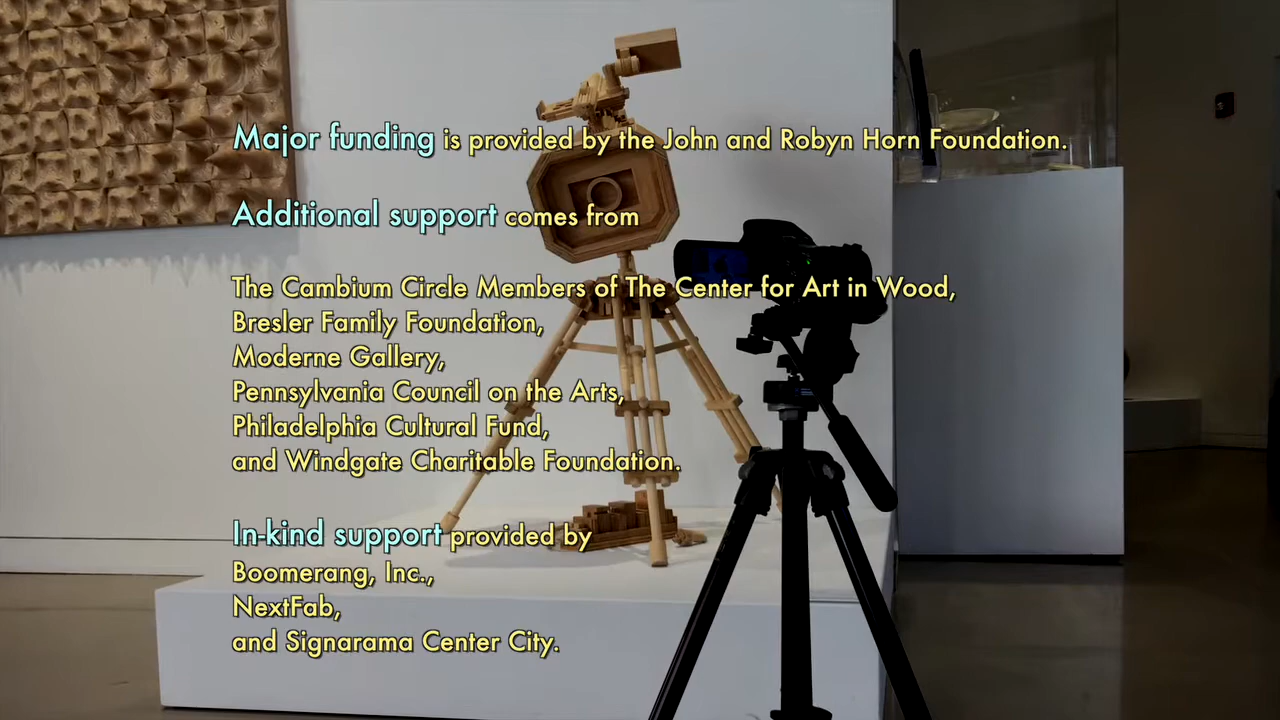 Major funding is provided by the John and Robyn Horn Foundation.
Additional support comes from
The Cambium Circle Members of The Center for Art in Wood,
Bresler Family Foundation,
Moderne Gallery,
Pennsylvania Council on the Arts,
Philadelphia Cultural Fund,
and Windgate Charitable Foundation.
In-kind support provided by
Boomerang, Inc.,
NextFab,
and Signarama Center City.